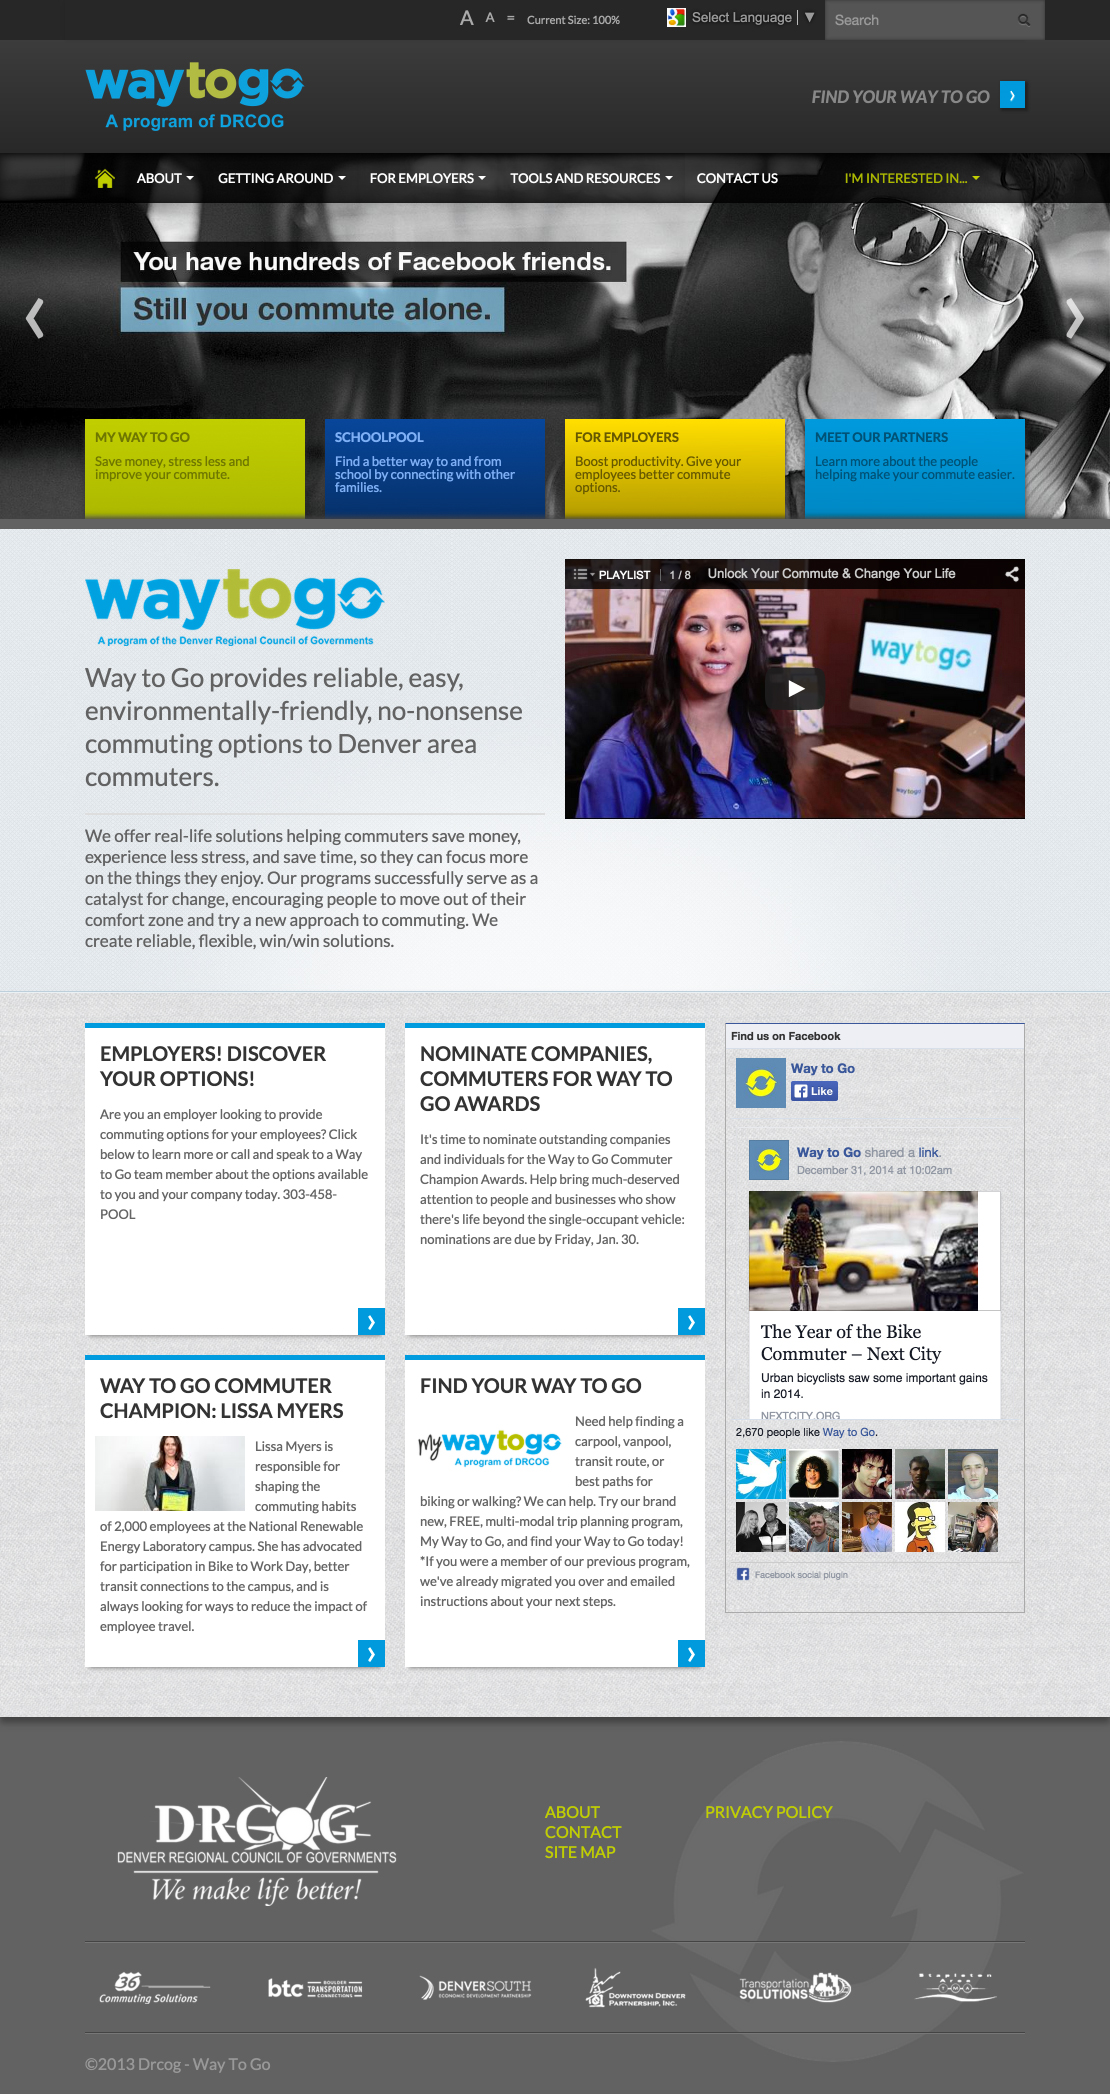 A A = Current Size: 100% Select Language ▼ Search
waytogo
A program of DRCOG
FIND YOUR WAY TO GO
ABOUT GETTING AROUND FOR EMPLOYERS TOOLS AND RESOURCES CONTACT US I'M INTERESTED IN...
You have hundreds of Facebook friends.
Still you commute alone.
MY WAY TO GO
Save money, stress less and
improve your commute.
SCHOOLPOOL
Find a better way to and from
school by connecting with other
families.
FOR EMPLOYERS
Boost productivity. Give your
employees better commute
options.
MEET OUR PARTNERS
Learn more about the people
helping make your commute easier.
waytogo
A program of the Denver Regional Council of Governments
Way to Go provides reliable, easy,
environmentally-friendly, no-nonsense
commuting options to Denver area
commuters.
We offer real-life solutions helping commuters save money,
experience less stress, and save time, so they can focus more
on the things they enjoy. Our programs successfully serve as a
catalyst for change, encouraging people to move out of their
comfort zone and try a new approach to commuting. We
create reliable, flexible, win/win solutions.
PLAYLIST 1 / 8 Unlock Your Commute & Change Your Life
waytogo
waytogo
EMPLOYERS! DISCOVER
YOUR OPTIONS!
Are you an employer looking to provide
commuting options for your employees? Click
below to learn more or call and speak to a Way
to Go team member about the options available
to you and your company today. 303-458-
POOL
NOMINATE COMPANIES,
COMMUTERS FOR WAY TO
GO AWARDS
It's time to nominate outstanding companies
and individuals for the Way to Go Commuter
Champion Awards. Help bring much-deserved
attention to people and businesses who show
there's life beyond the single-occupant vehicle:
nominations are due by Friday, Jan. 30.
WAY TO GO COMMUTER
CHAMPION: LISSA MYERS
Lissa Myers is
responsible for
shaping the
commuting habits
of 2,000 employees at the National Renewable
Energy Laboratory campus. She has advocated
for participation in Bike to Work Day, better
transit connections to the campus, and is
always looking for ways to reduce the impact of
employee travel.
FIND YOUR WAY TO GO
my waytogo
A program of DRCOG
Need help finding a
carpool, vanpool,
transit route, or
best paths for
biking or walking? We can help. Try our brand
new, FREE, multi-modal trip planning program,
My Way to Go, and find your Way to Go today!
*If you were a member of our previous program,
we've already migrated you over and emailed
instructions about your next steps.
Find us on Facebook
Way to Go
Like
Way to Go shared a link.
December 31, 2014 at 10:02am
The Year of the Bike
Commuter – Next City
Urban bicyclists saw some important gains
in 2014.
NEXTCITY.ORG
2,670 people like Way to Go.
Facebook social plugin
DRCOG
DENVER REGIONAL COUNCIL OF GOVERNMENTS
We make life better!
ABOUT
CONTACT
SITE MAP
PRIVACY POLICY
36
Commuting Solutions
btc BOULDER
TRANSPORTATION
CONNECTIONS
DENVERSOUTH
ECONOMIC DEVELOPMENT PARTNERSHIP
DOWNTOWN DENVER
PARTNERSHIP, INC.
Transportation
SOLUTIONS
Stapleton
Area
TMA
©2013 Drcog - Way To Go